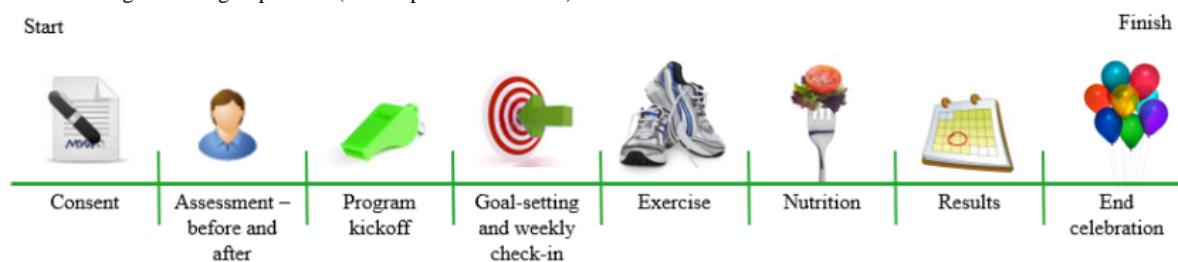 Start
Finish
Consent
Assessment –
before and
after
Program
kickoff
Goal-setting
and weekly
check-in
Exercise
Nutrition
Results
End
celebration